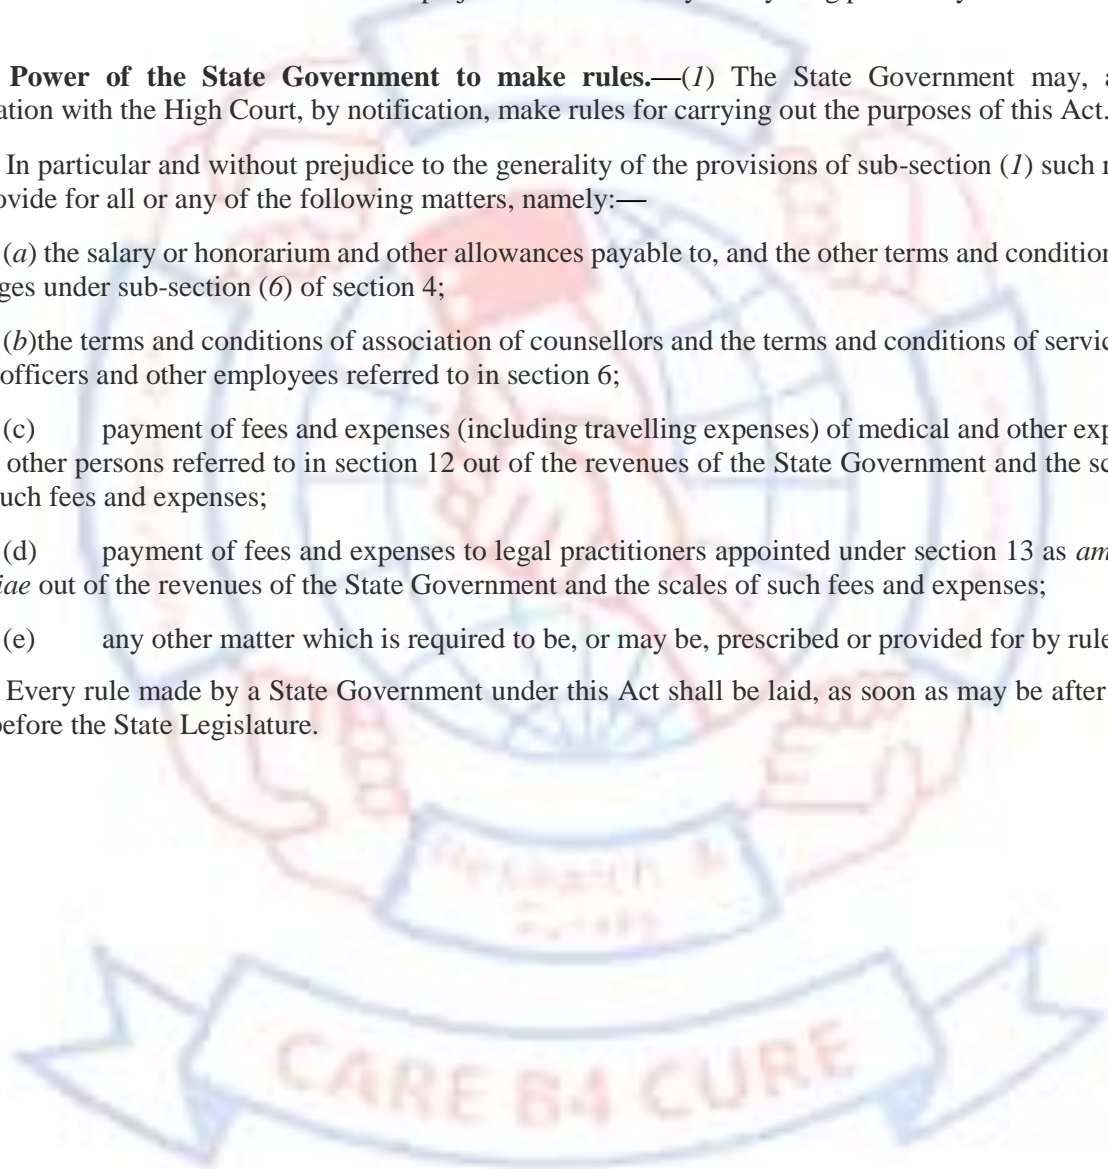 Power of the State Government to make rules.—(1) The State Government may, a
ation with the High Court, by notification, make rules for carrying out the purposes of this Act.
In particular and without prejudice to the generality of the provisions of sub-section (1) such r
ovide for all or any of the following matters, namely:—
(a) the salary or honorarium and other allowances payable to, and the other terms and condition
ges under sub-section (6) of section 4;
(b)the terms and conditions of association of counsellors and the terms and conditions of servic
officers and other employees referred to in section 6;
(c) payment of fees and expenses (including travelling expenses) of medical and other exp
other persons referred to in section 12 out of the revenues of the State Government and the sc
uch fees and expenses;
(d) payment of fees and expenses to legal practitioners appointed under section 13 as am
iae out of the revenues of the State Government and the scales of such fees and expenses;
(e) any other matter which is required to be, or may be, prescribed or provided for by rule
Every rule made by a State Government under this Act shall be laid, as soon as may be after
before the State Legislature.
Research &
CARE B4 CURE